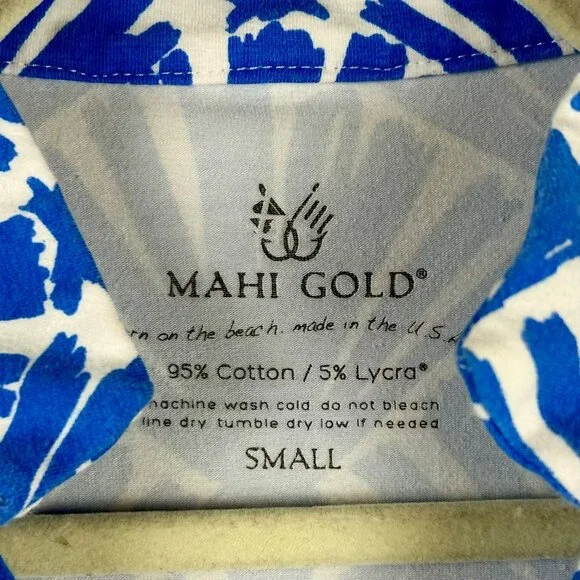 MAHI GOLD®
rn on the beach. made in the U.S.A
95% Cotton / 5% Lycra®
machine wash cold do not bleach
line dry tumble dry low if needed
SMALL